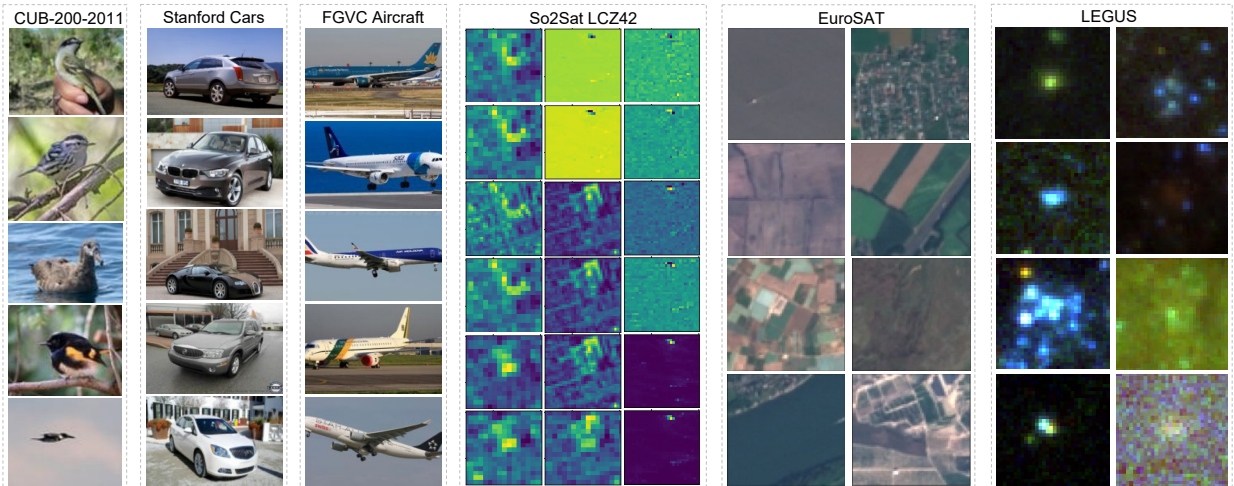 CUB-200-2011
Stanford Cars
FGVC Aircraft
So2Sat LCZ42
EuroSAT
LEGUS